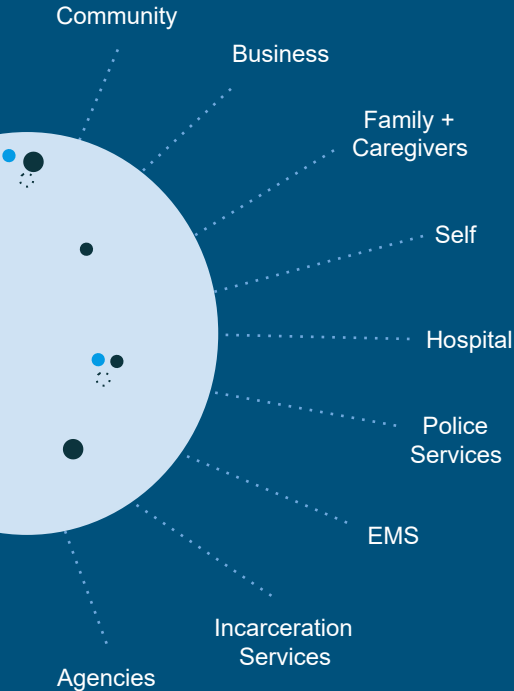 Community
Business
Family +
Caregivers
Self
Hospital
Police
Services
EMS
Incarceration
Services
Agencies